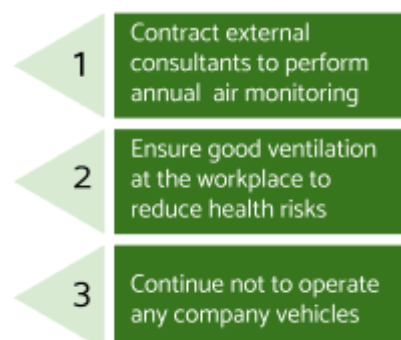 1
Contract external
consultants to perform
annual air monitoring
2
Ensure good ventilation
at the workplace to
reduce health risks
3
Continue not to operate
any company vehicles